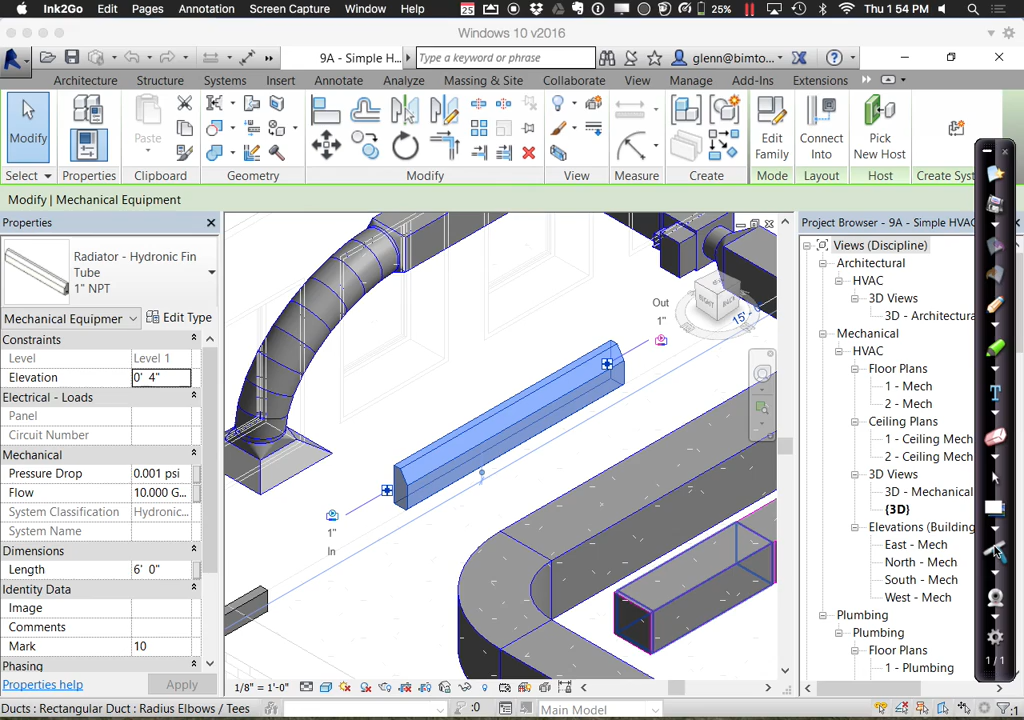 Ink2Go Edit Pages Annotation Screen Capture Window Help 25 25% Thu 1 54 PM
Windows 10 v2016
9A - Simple H... Type a keyword or phrase glenn@bimto...
Architecture Structure Systems Insert Annotate Analyze Massing & Site Collaborate View Manage Add-Ins Extensions
Modify
Paste
Edit Family
Connect Into
Pick New Host
Select Properties Clipboard Geometry Modify View Measure Create Mode Layout Host Create Syst
Modify | Mechanical Equipment
Properties
Radiator - Hydronic Fin Tube
1" NPT
Mechanical Equipmer Edit Type
Constraints
Level Level 1
Elevation 0' 4"
Electrical - Loads
Panel
Circuit Number
Mechanical
Pressure Drop 0.001 psi
Flow 10.000 G...
System Classification Hydronic...
System Name
Dimensions
Length 6' 0"
Identity Data
Image
Comments
Mark 10
Phasing
Properties help Apply
Out
1"
1"
In
RIGHT BACK
15'
Project Browser - 9A - Simple HVAC
Views (Discipline)
Architectural
HVAC
3D Views
3D - Architectura
Mechanical
HVAC
Floor Plans
1 - Mech
2 - Mech
Ceiling Plans
1 - Ceiling Mech
2 - Ceiling Mech
3D Views
3D - Mechanical
{3D}
Elevations (Building
East - Mech
North - Mech
South - Mech
West - Mech
Plumbing
Plumbing
Floor Plans
1 - Plumbing
1 / 1
1/8" = 1'-0"
Ducts : Rectangular Duct : Radius Elbows / Tees :0 Main Model :1